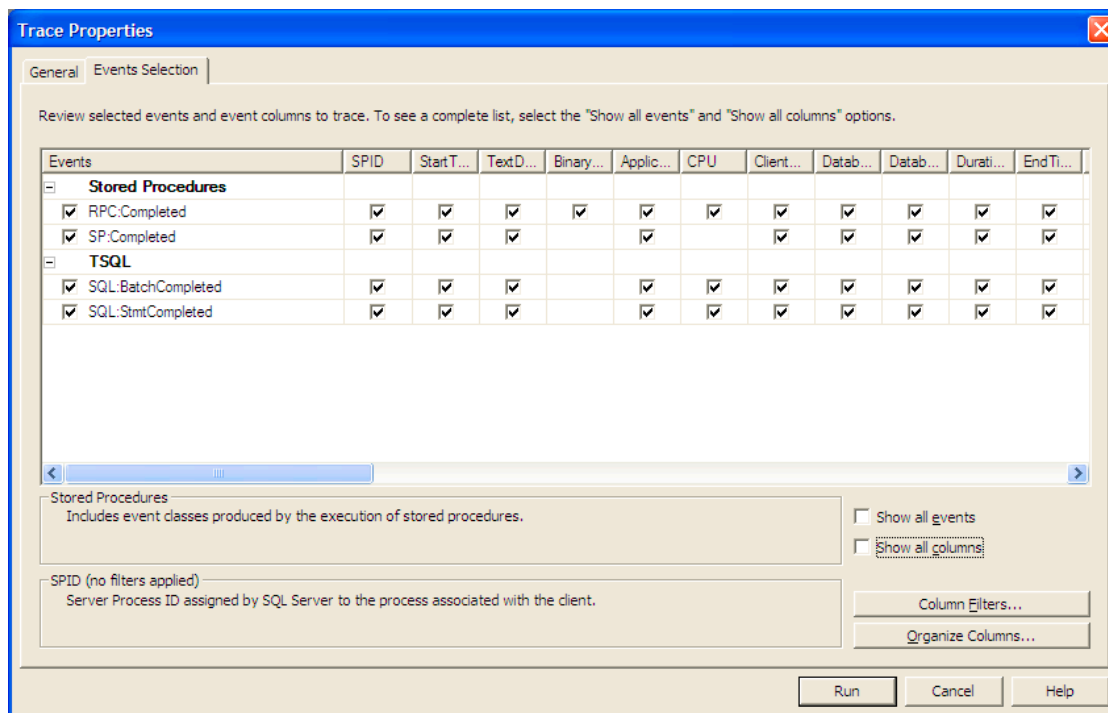 Trace Properties
General Events Selection
Review selected events and event columns to trace. To see a complete list, select the "Show all events" and "Show all columns" options.
Events SPID StartT... TextD... Binary... Applic... CPU Client... Datab... Datab... Durati... EndTi...
Stored Procedures
RPC:Completed
SP:Completed
TSQL
SQL:BatchCompleted
SQL:StmtCompleted
Stored Procedures
Includes event classes produced by the execution of stored procedures.
Show all events
Show all columns
SPID (no filters applied)
Server Process ID assigned by SQL Server to the process associated with the client.
Column Filters...
Organize Columns...
Run Cancel Help